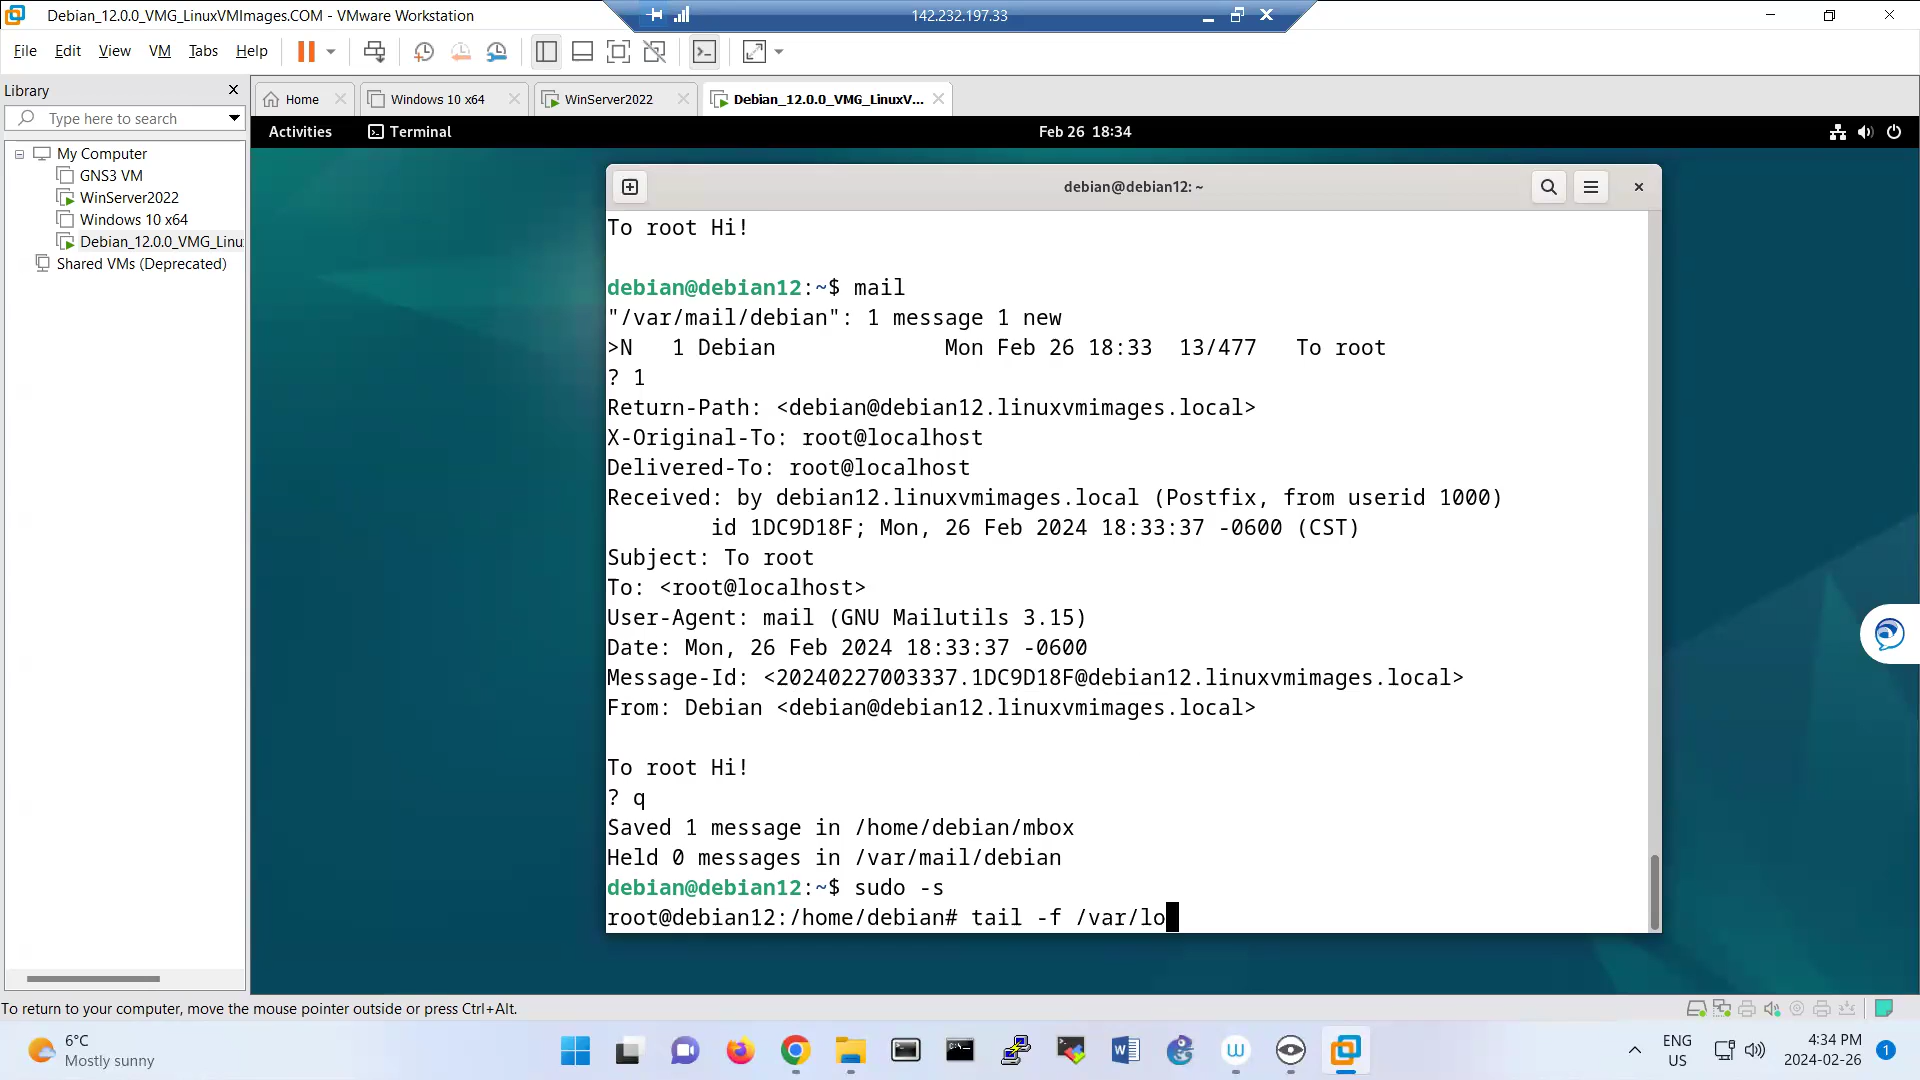 Debian_12.0.0_VMG_LinuxVMImages.COM - VMware Workstation
142.232.197.33
File Edit View VM Tabs Help
Library
Type here to search
My Computer
GNS3 VM
WinServer2022
Windows 10 x64
Debian_12.0.0_VMG_Linu
Shared VMs (Deprecated)
Home
Windows 10 x64
WinServer2022
Debian_12.0.0_VMG_LinuxV...
Activities Terminal Feb 26 18:34
debian@debian12: ~
To root Hi!
debian@debian12:~$ mail
"/var/mail/debian": 1 message 1 new
>N 1 Debian Mon Feb 26 18:33 13/477 To root
? 1
Return-Path: <debian@debian12.linuxvmimages.local>
X-Original-To: root@localhost
Delivered-To: root@localhost
Received: by debian12.linuxvmimages.local (Postfix, from userid 1000)
id 1DC9D18F; Mon, 26 Feb 2024 18:33:37 -0600 (CST)
Subject: To root
To: <root@localhost>
User-Agent: mail (GNU Mailutils 3.15)
Date: Mon, 26 Feb 2024 18:33:37 -0600
Message-Id: <20240227003337.1DC9D18F@debian12.linuxvmimages.local>
From: Debian <debian@debian12.linuxvmimages.local>
To root Hi!
? q
Saved 1 message in /home/debian/mbox
Held 0 messages in /var/mail/debian
debian@debian12:~$ sudo -s
root@debian12:/home/debian# tail -f /var/lo
To return to your computer, move the mouse pointer outside or press Ctrl+Alt.
6°C
Mostly sunny
ENG
US
4:34 PM
2024-02-26
1